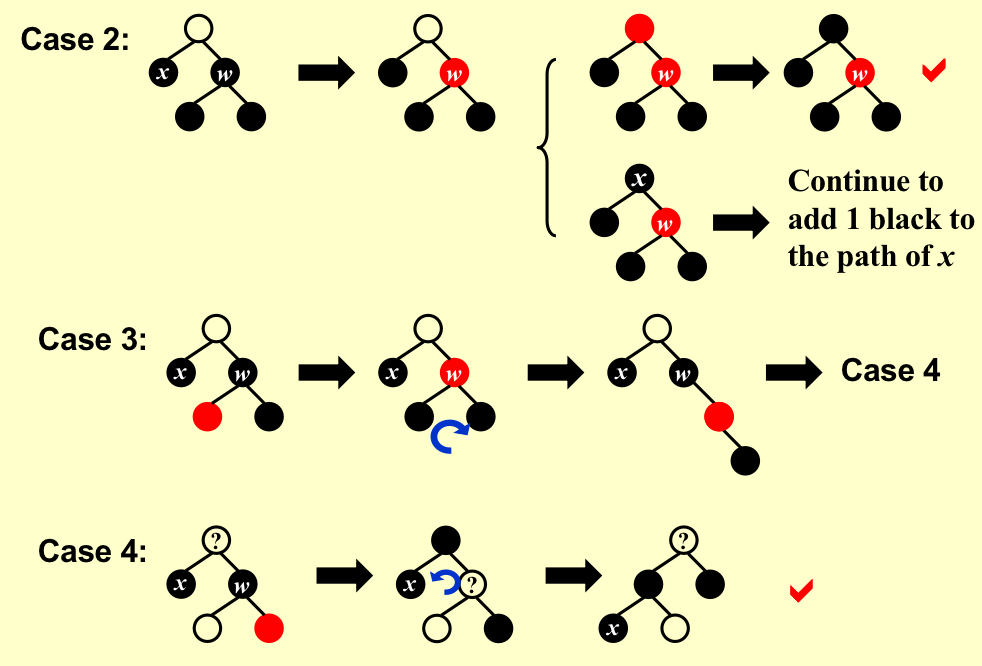 Case 2:
x w
w
w
w
x
w
Continue to
add 1 black to
the path of x
Case 3:
x w
x w
x w
Case 4
Case 4:
?
x w
x ?
?
x